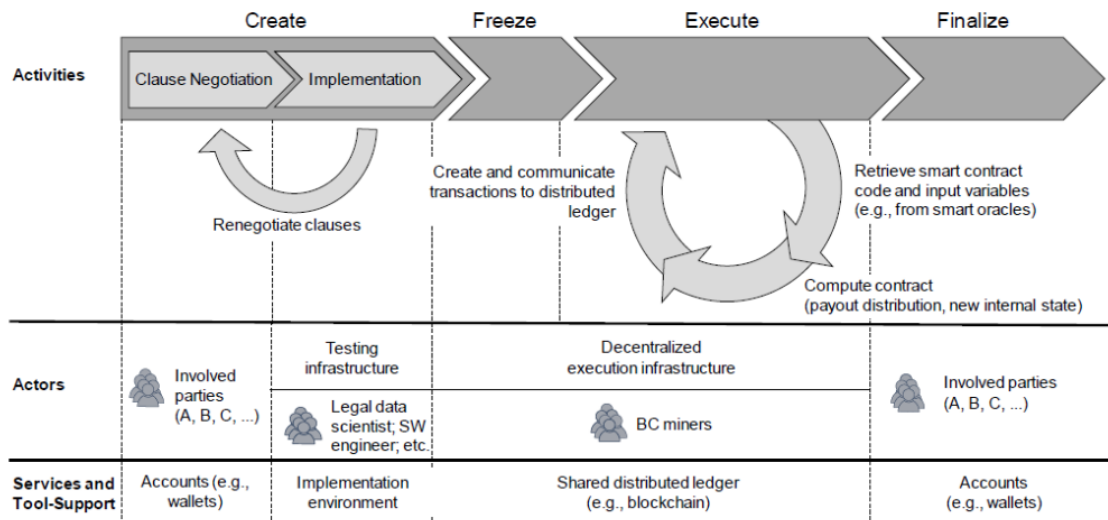 Create
Freeze
Execute
Finalize
Activities
Clause Negotiation
Implementation
Renegotiate clauses
Create and communicate
transactions to distributed
ledger
Retrieve smart contract
code and input variables
(e.g., from smart oracles)
Compute contract
(payout distribution, new internal state)
Actors
Involved
parties
(A, B, C, ...)
Testing
infrastructure
Legal data
scientist; SW
engineer; etc.
Decentralized
execution infrastructure
BC miners
Involved parties
(A, B, C, ...)
Services and
Tool-Support
Accounts (e.g.,
wallets)
Implementation
environment
Shared distributed ledger
(e.g., blockchain)
Accounts
(e.g., wallets)